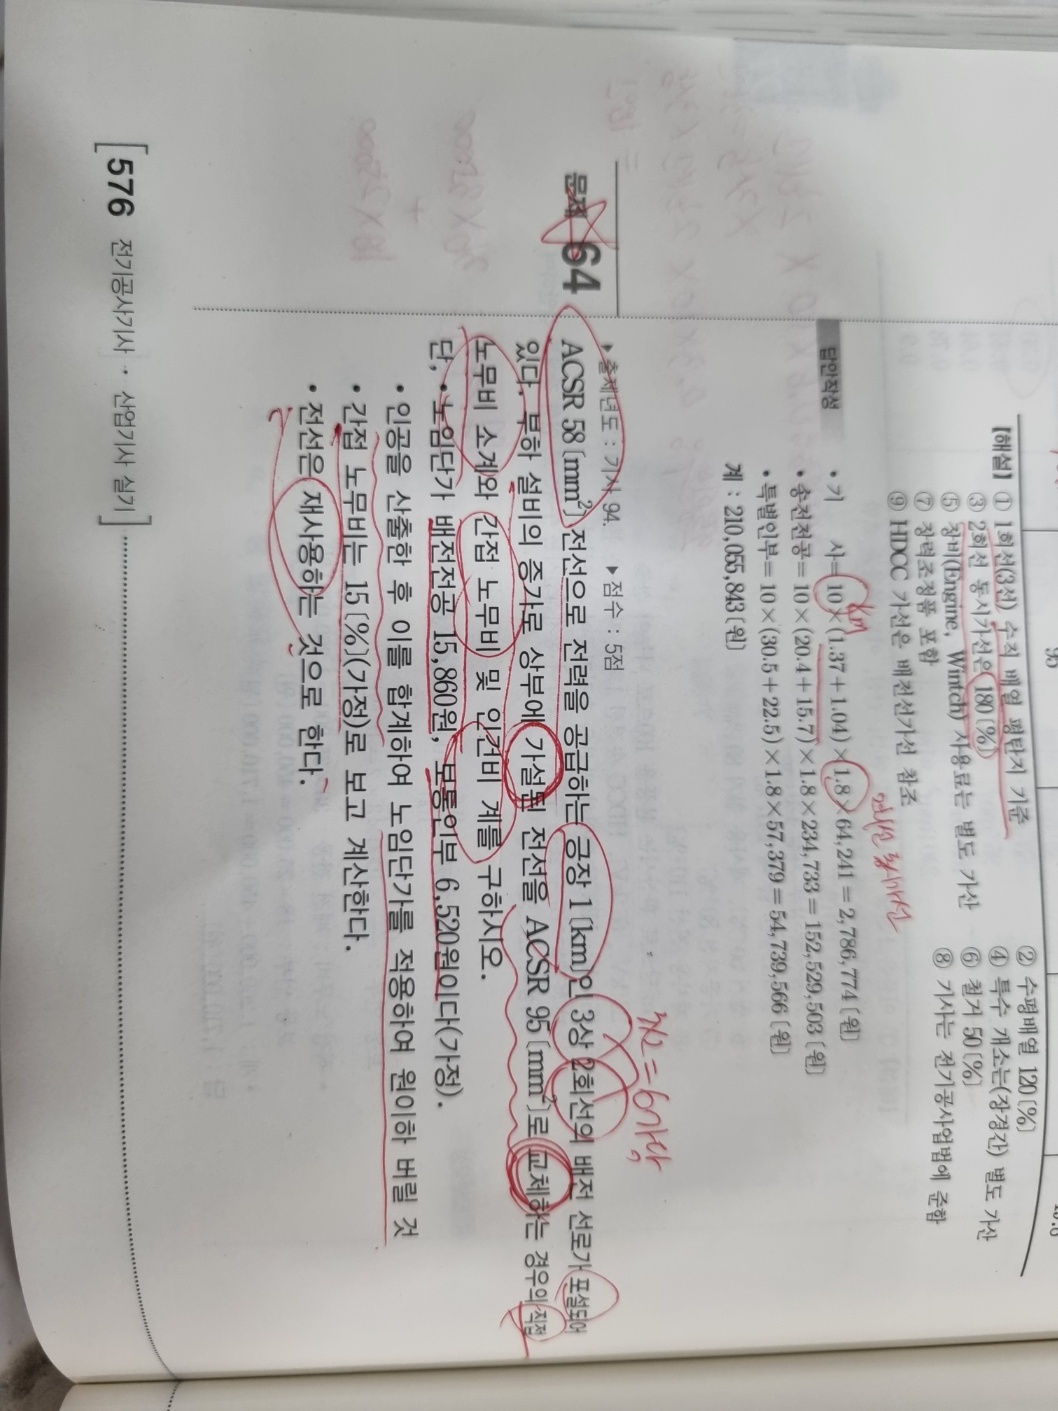 【해설】 ① 1회선(3선) 수직 배열 평탄지 기준 ② 수평배열 120〔%〕
③ 2회선 동시가선은 180〔%〕 ④ 특수 개소는(장경간) 별도 가산
⑤ 장비(Engine, Wintch) 사용료는 별도 가산 ⑥ 철거 50〔%〕
⑦ 장력조정품 포함 ⑧ 기사는 전기공사업법에 준함
⑨ HDCC 가선은 배전선가선 참조
답안작성
• 기 사= 10×(1.37+1.04)×1.8×64,241=2,786,774〔원〕
km
• 송전전공= 10×(20.4+15.7)×1.8×234,733=152,529,503〔원〕
• 특별인부= 10×(30.5+22.5)×1.8×57,379=54,739,566〔원〕
계 : 210,055,843〔원〕
문제 64
▶ 출제년도 : 기사 94. ▶ 점수 : 5점
3×2=6가닥
ACSR 58〔mm²〕 전선으로 전력을 공급하는 긍장 1〔km〕인 3상 2회선의 배전 선로가 포설되어
있다. 부하 설비의 증가로 상부에 가설된 전선을 ACSR 95〔mm²〕로 교체하는 경우의 직접
노무비 소계와 간접 노무비 및 인건비 계를 구하시오.
단, • 노임단가 배전전공 15,860원, 보통인부 6,520원이다(가정).
• 인공을 산출한 후 이를 합계하여 노임단가를 적용하여 원이하 버릴 것
• 간접 노무비는 15〔%〕(가정)로 보고 계산한다.
• 전선은 재사용하는 것으로 한다.
576 전기공사기사 · 산업기사 실기